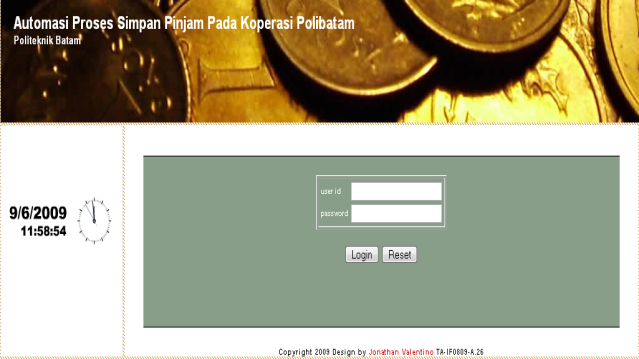 Automasi Proses Simpan Pinjam Pada Koperasi Polibatam
Politeknik Batam
9/6/2009
11:58:54
user id
password
Login Reset
Copyright 2009 Design by Jonathan Valentino TA-IF0809-A.26